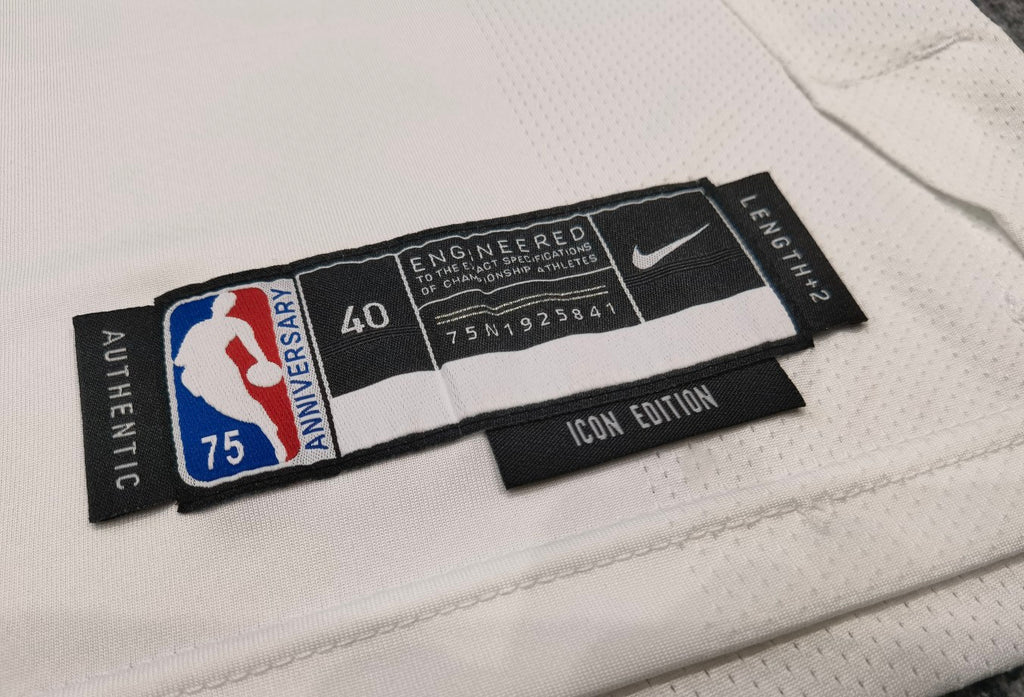 AUTHENTIC
75
ANNIVERSARY
40
ENGINEERED
TO THE EXACT SPECIFICATIONS
OF CHAMPIONSHIP ATHLETES
75N1925841
LENGTH+2
ICON EDITION